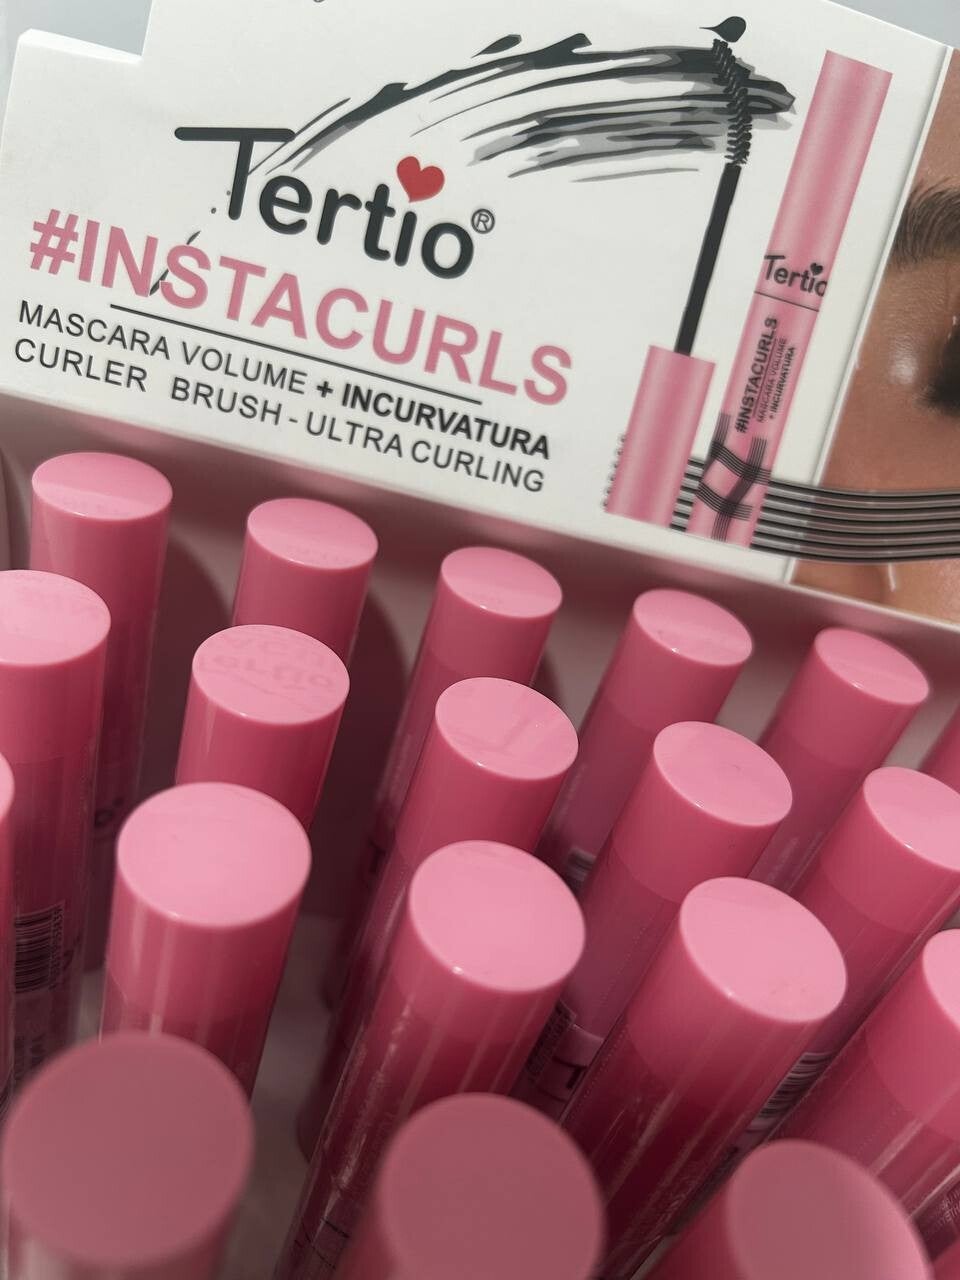 Tertio®
#INSTACURLS
MASCARA VOLUME + INCURVATURA
CURLER BRUSH - ULTRA CURLING
Tertio
#INSTACURLS
MASCARA VOLUME
+ INCURVATURA